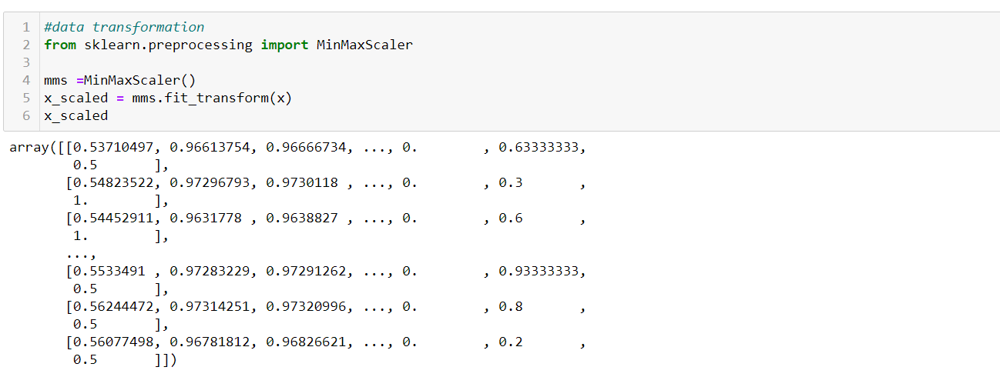 1 #data transformation
2 from sklearn.preprocessing import MinMaxScaler
3
4 mms =MinMaxScaler()
5 x_scaled = mms.fit_transform(x)
6 x_scaled
array([[0.53710497, 0.96613754, 0.96666734, ..., 0.        , 0.63333333,
        0.5       ],
       [0.54823522, 0.97296793, 0.9730118 , ..., 0.        , 0.3       ,
        1.        ],
       [0.54452911, 0.9631778 , 0.9638827 , ..., 0.        , 0.6       ,
        1.        ],
       ...,
       [0.5533491 , 0.97283229, 0.97291262, ..., 0.        , 0.93333333,
        0.5       ],
       [0.56244472, 0.97314251, 0.97320996, ..., 0.        , 0.8       ,
        0.5       ],
       [0.56077498, 0.96781812, 0.96826621, ..., 0.        , 0.2       ,
        0.5       ]])